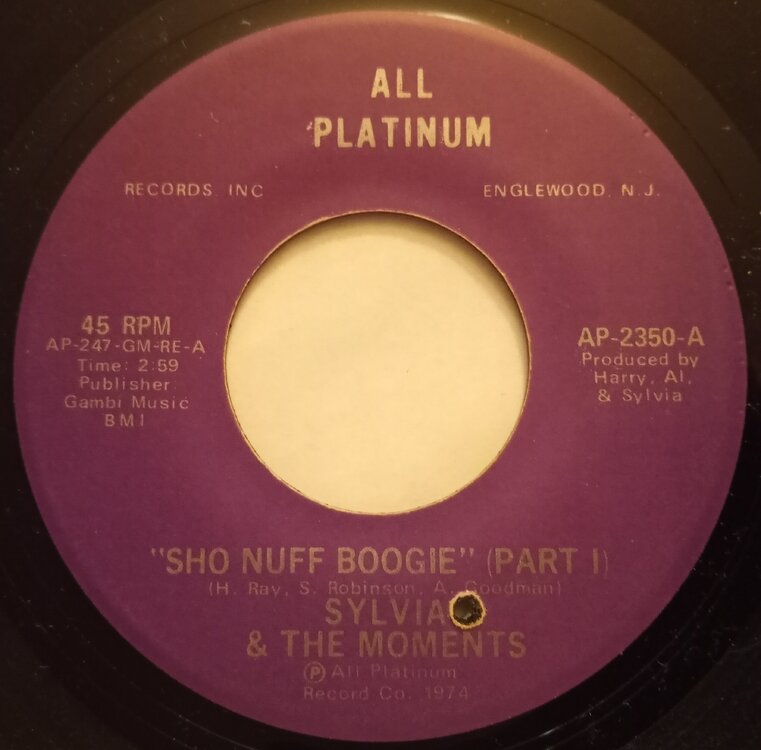 ALL
PLATINUM
RECORDS, INC
ENGLEWOOD, N.J.
45 RPM
AP-247-GM-RE-A
Time: 2:59
Publisher:
Gambi Music
BMI
AP-2350-A
Produced by
Harry, Al,
& Sylvia
"SHO NUFF BOOGIE" (PART I)
(H. Ray, S. Robinson, A. Goodman)
SYLVIA
& THE MOMENTS
Ⓟ All Platinum
Record Co. 1974